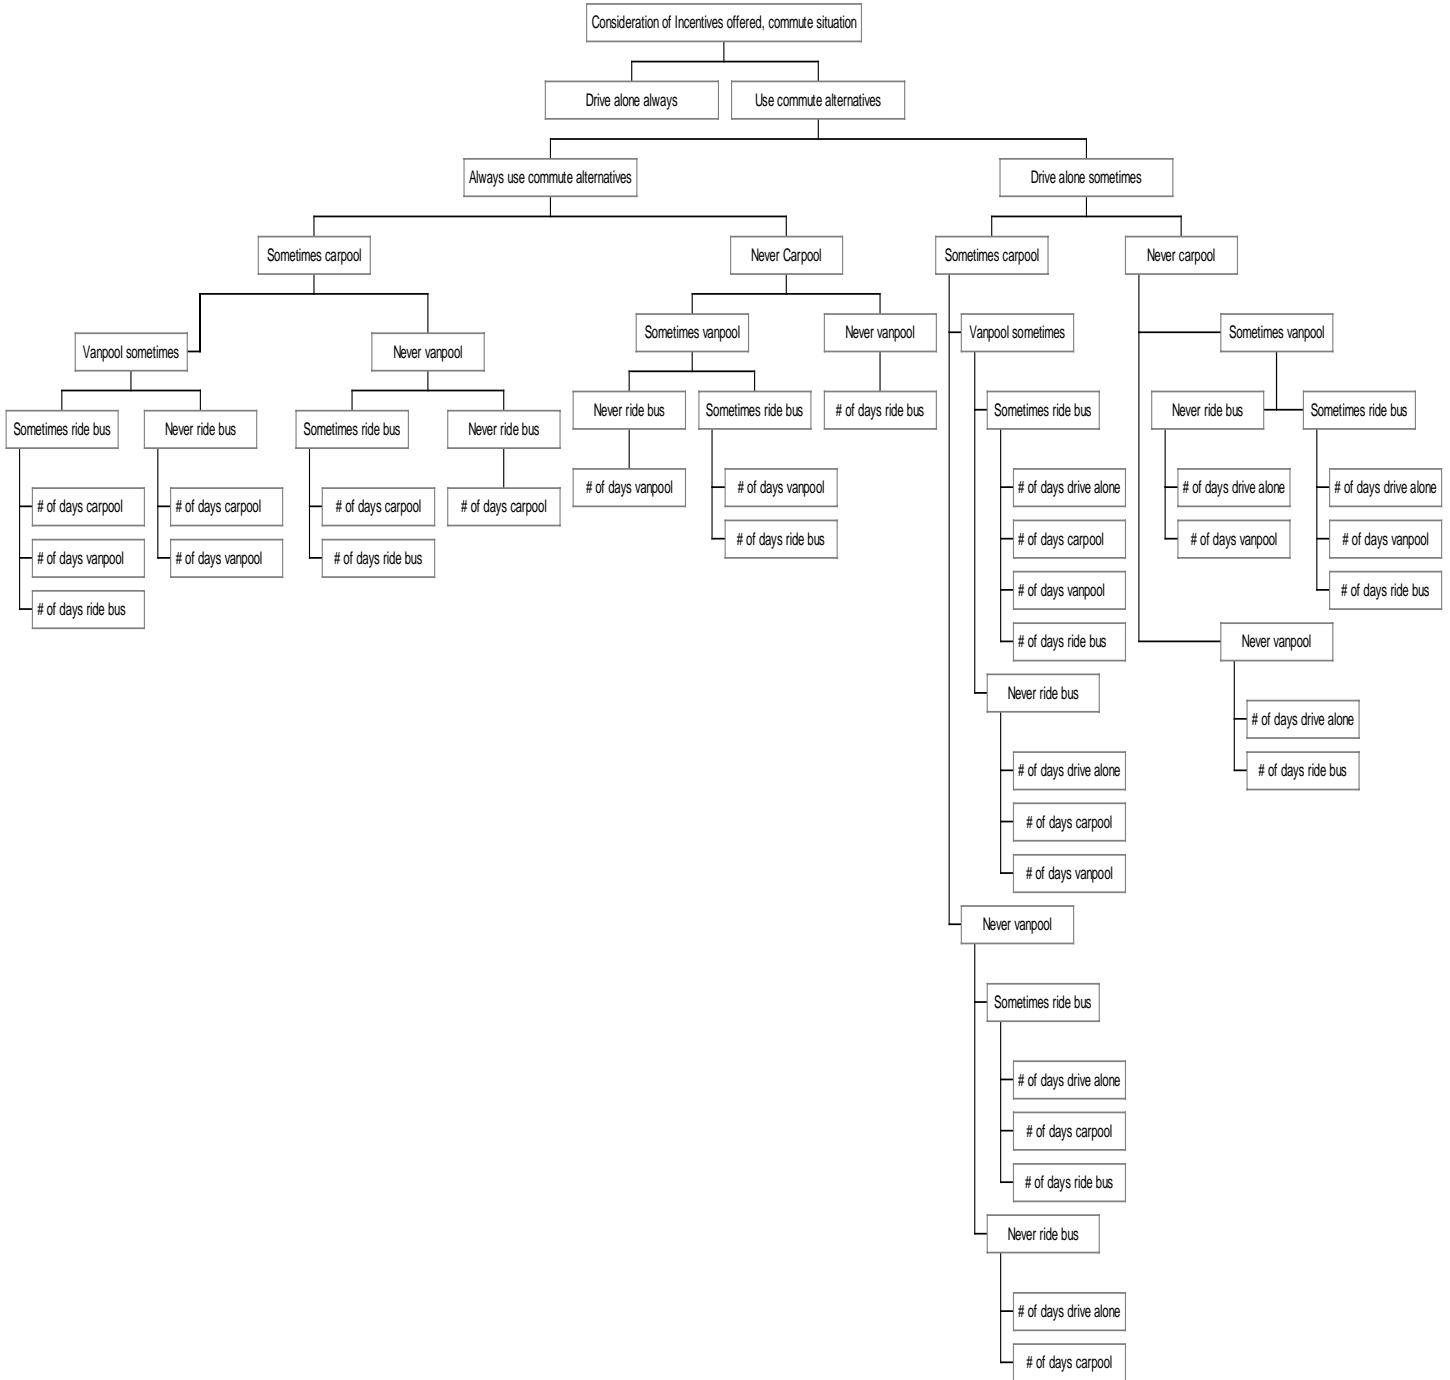 Consideration of Incentives offered, commute situation
Drive alone always
Use commute alternatives
Always use commute alternatives
Drive alone sometimes
Sometimes carpool
Never Carpool
Sometimes carpool
Never carpool
Vanpool sometimes
Never vanpool
Sometimes vanpool
Never vanpool
Vanpool sometimes
Sometimes vanpool
Sometimes ride bus
Never ride bus
Sometimes ride bus
Never ride bus
Never ride bus
Sometimes ride bus
# of days ride bus
Sometimes ride bus
Never ride bus
Sometimes ride bus
# of days carpool
# of days vanpool
# of days ride bus
# of days carpool
# of days vanpool
# of days carpool
# of days ride bus
# of days carpool
# of days vanpool
# of days vanpool
# of days ride bus
# of days drive alone
# of days carpool
# of days vanpool
# of days ride bus
# of days drive alone
# of days vanpool
# of days drive alone
# of days vanpool
# of days ride bus
Never vanpool
# of days drive alone
# of days ride bus
Never ride bus
# of days drive alone
# of days carpool
# of days vanpool
Never vanpool
Sometimes ride bus
# of days drive alone
# of days carpool
# of days ride bus
Never ride bus
# of days drive alone
# of days carpool